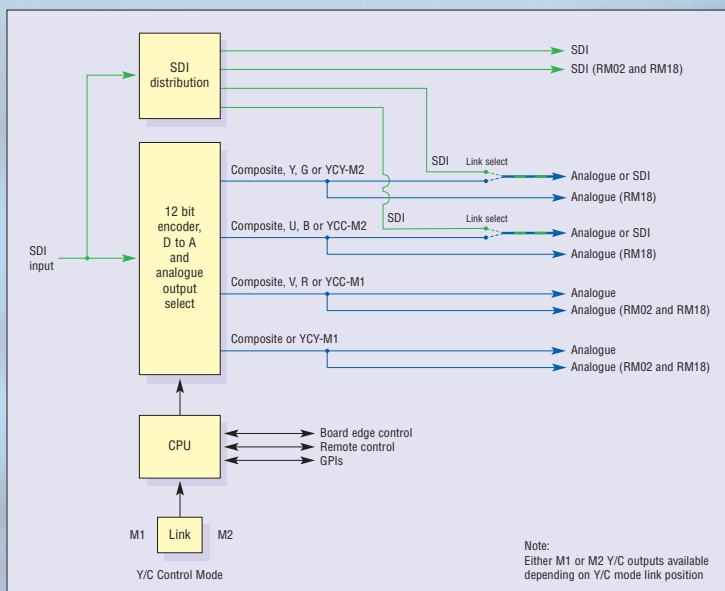 SDI
distribution
SDI
SDI (RM02 and RM18)
SDI
Link select
Composite, Y, G or YCY-M2
Analogue or SDI
Analogue (RM18)
12 bit
encoder,
D to A
and
analogue
output
select
SDI
Link select
Composite, U, B or YCC-M2
Analogue or SDI
Analogue (RM18)
SDI
input
Composite, V, R or YCC-M1
Analogue
Analogue (RM02 and RM18)
Composite or YCY-M1
Analogue
Analogue (RM02 and RM18)
CPU
Board edge control
Remote control
GPIs
M1
Link
M2
Y/C Control Mode
Note:
Either M1 or M2 Y/C outputs available
depending on Y/C mode link position